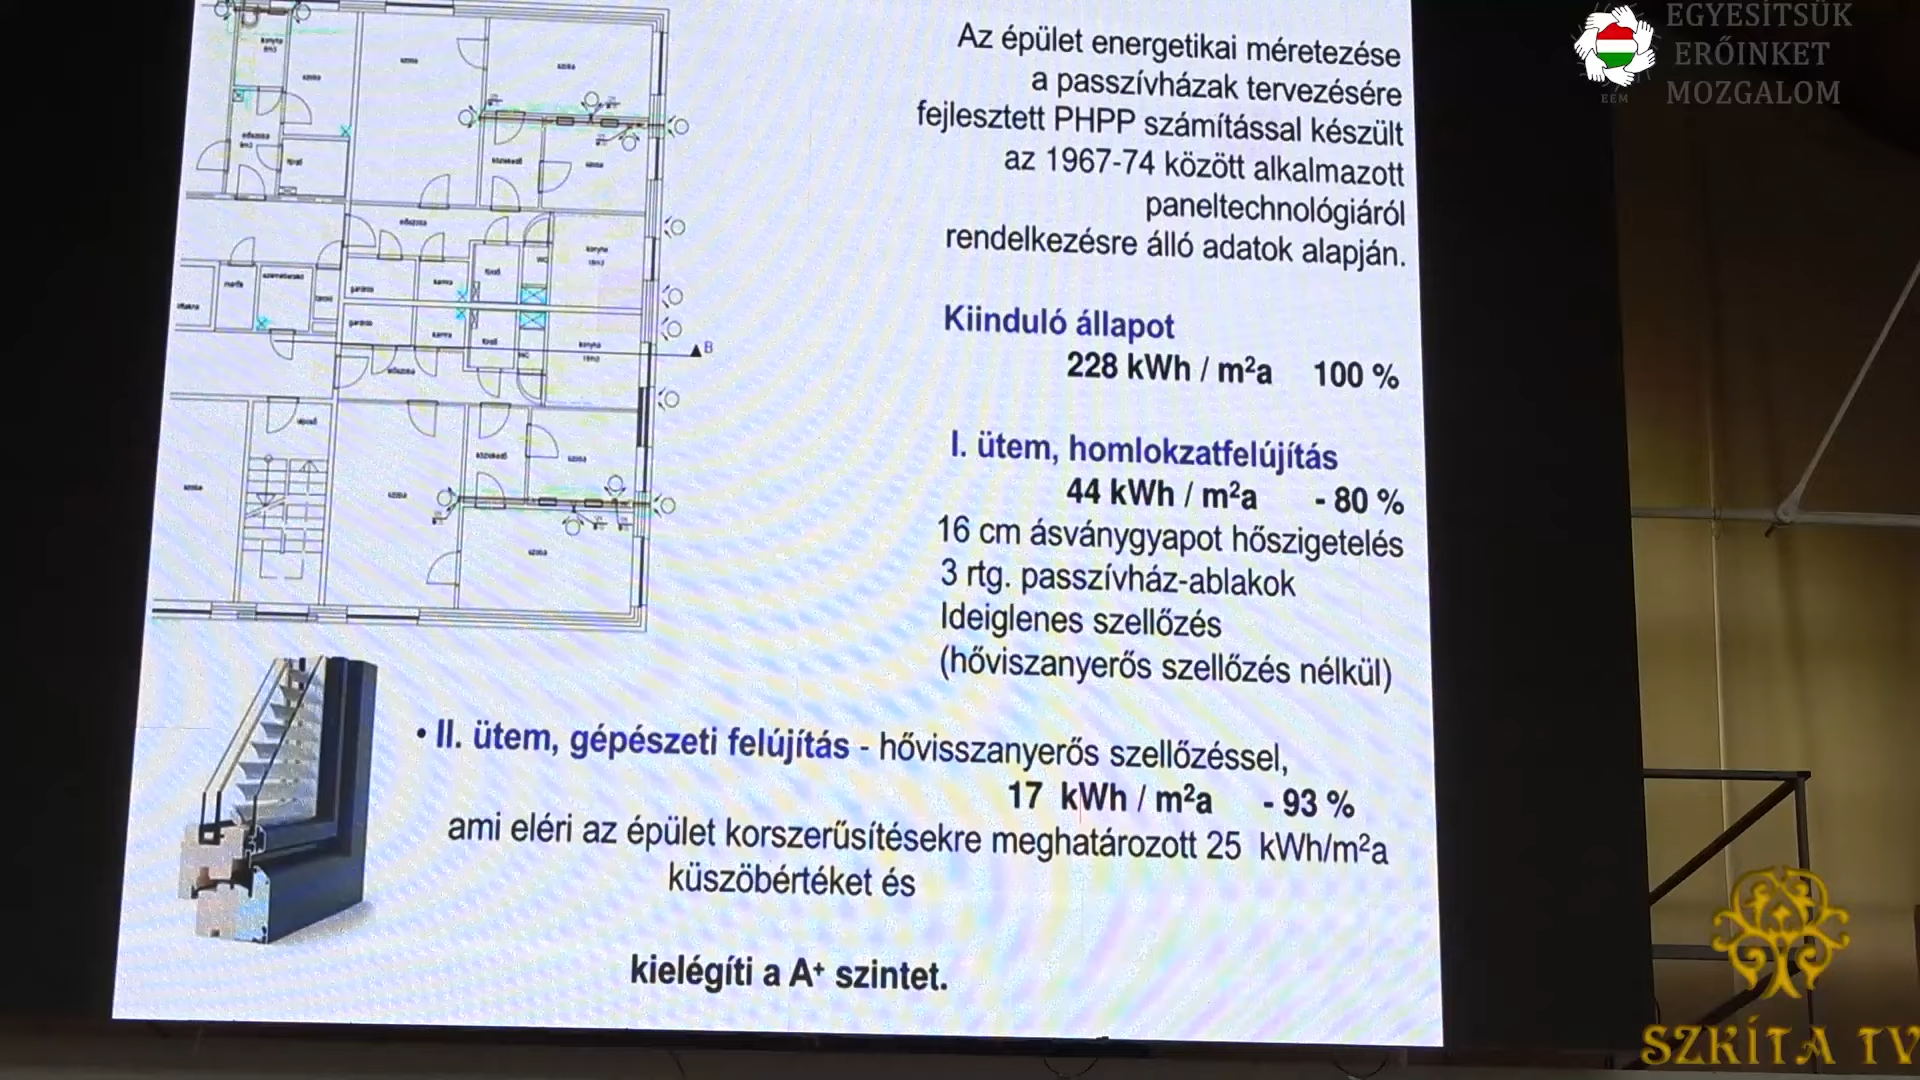 EGYESÍTSÜK
ERŐINKET
MOZGALOM
EEM
Az épület energetikai méretezése
a passzívházak tervezésére
fejlesztett PHPP számítással készült
az 1967-74 között alkalmazott
paneltechnológiáról
rendelkezésre álló adatok alapján.
Kiinduló állapot
228 kWh / m²a 100 %
I. ütem, homlokzatfelújítás
44 kWh / m²a - 80 %
16 cm ásványgyapot hőszigetelés
3 rtg. passzívház-ablakok
Ideiglenes szellőzés
(hőviszanyerős szellőzés nélkül)
• II. ütem, gépészeti felújítás - hővisszanyerős szellőzéssel,
17 kWh / m²a - 93 %
ami eléri az épület korszerűsítésekre meghatározott 25 kWh/m²a
küszöbértéket és
kielégíti a A⁺ szintet.
B
SZKÍTA TV